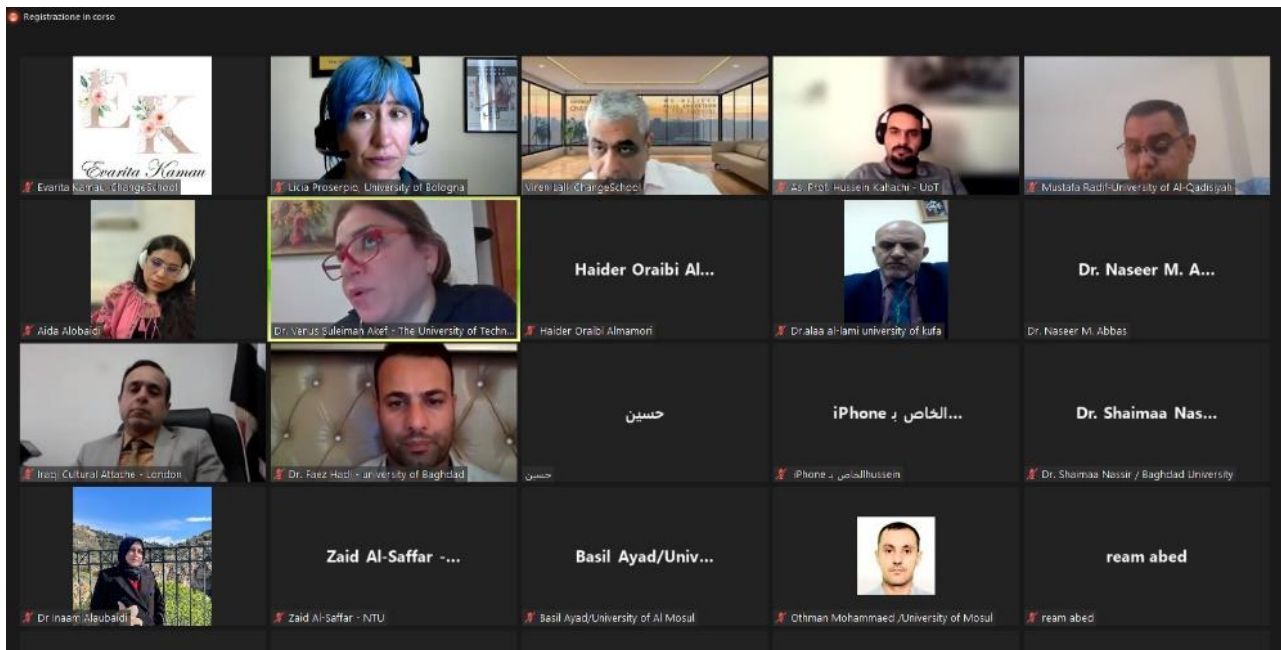 Registrazione in corso
EK
Evarita Kaman
Evarita Kaman - ChangeSchool
Licia Proserpio, University of Bologna
Viren Lall - ChangeSchool
As. Prof. Hussein Kahachi - UoT
Mustafa Radif-University of Al-Qadisiyah
Aida Alobaidi
Dr. Venus Suleiman Akef - The University of Techn...
Haider Oraibi Al...
Haider Oraibi Almamori
Dr.alaa al-lami university of kufa
Dr. Naseer M. A...
Dr. Naseer M. Abbas
Iraqi Cultural Attache - London
Dr. Faez Hadi - university of Baghdad
حسين
حسين
الخاص بـ iPhone...
iPhone الخاص بـhussein
Dr. Shaimaa Nas...
Dr. Shaimaa Nassir / Baghdad University
Dr Inaam Alaubaidi
Zaid Al-Saffar -...
Zaid Al-Saffar - NTU
Basil Ayad/Univ...
Basil Ayad/University of Al Mosul
Othman Mohammaed /University of Mosul
ream abed
ream abed